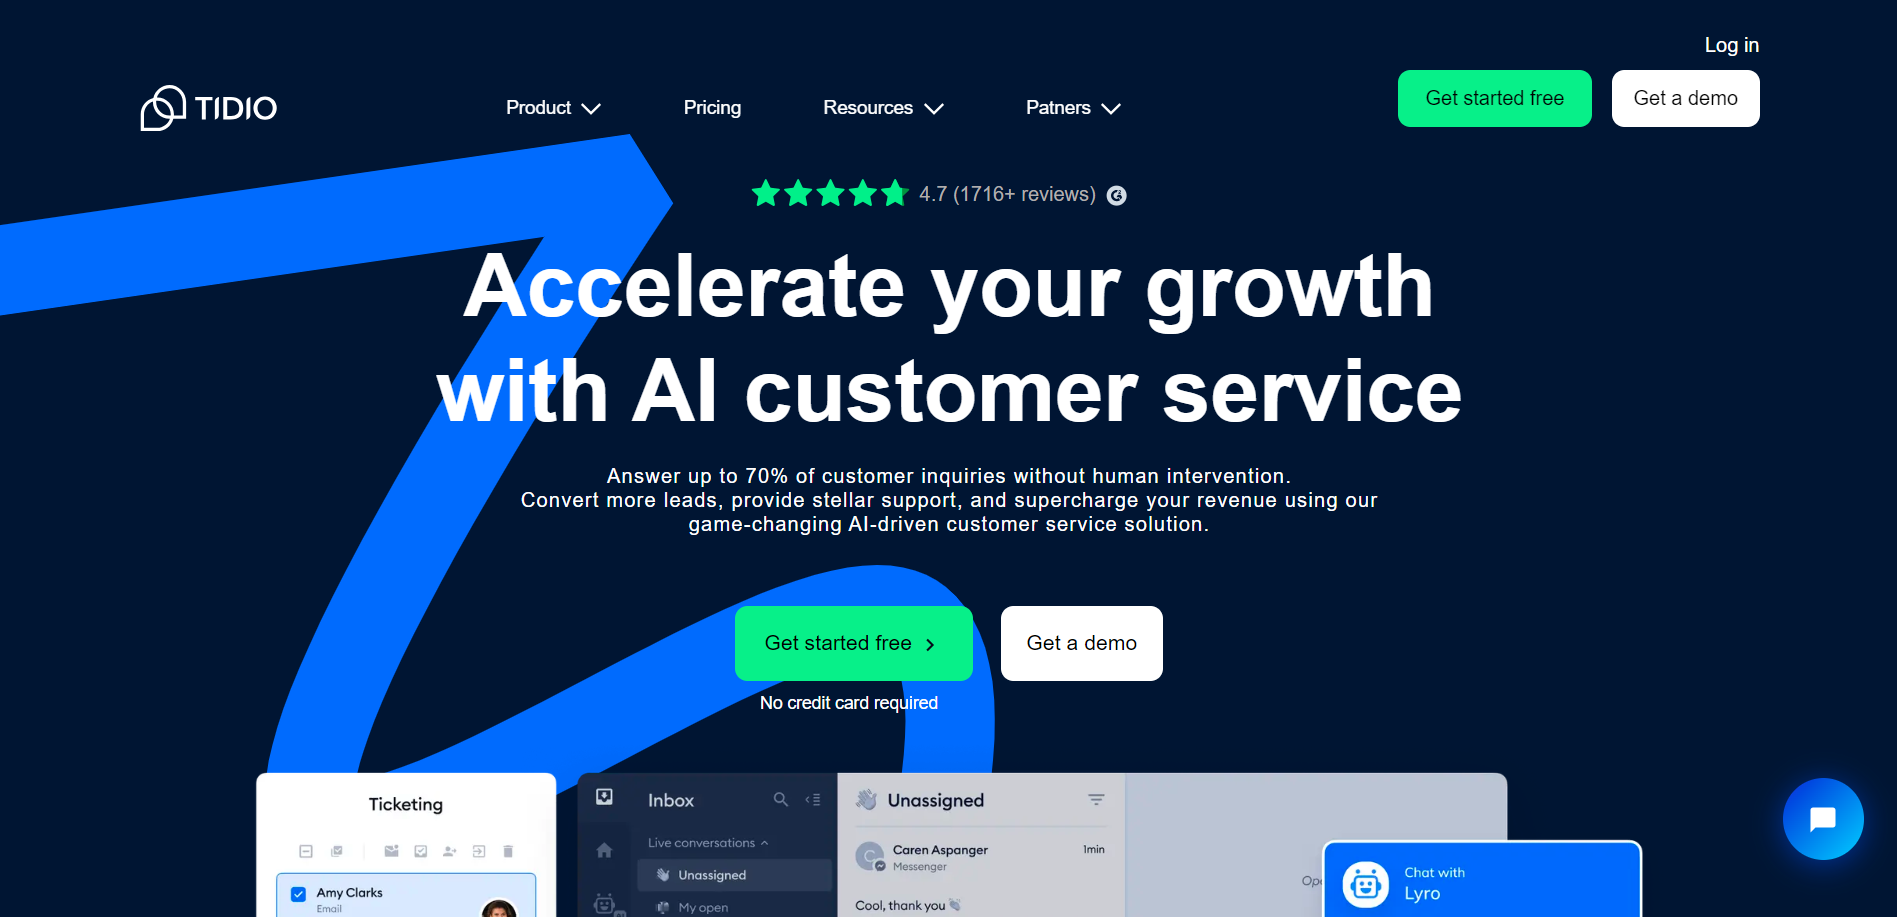 Log in
TIDIO
Product
Pricing
Resources
Patners
Get started free
Get a demo
4.7 (1716+ reviews)
Accelerate your growth
with AI customer service
Answer up to 70% of customer inquiries without human intervention.
Convert more leads, provide stellar support, and supercharge your revenue using our
game-changing AI-driven customer service solution.
Get started free
Get a demo
No credit card required
Ticketing
Amy Clarks
Email
Inbox
Live conversations
Unassigned
My open
Unassigned
Caren Aspanger
1min
Messenger
Cool, thank you
Chat with
Lyro